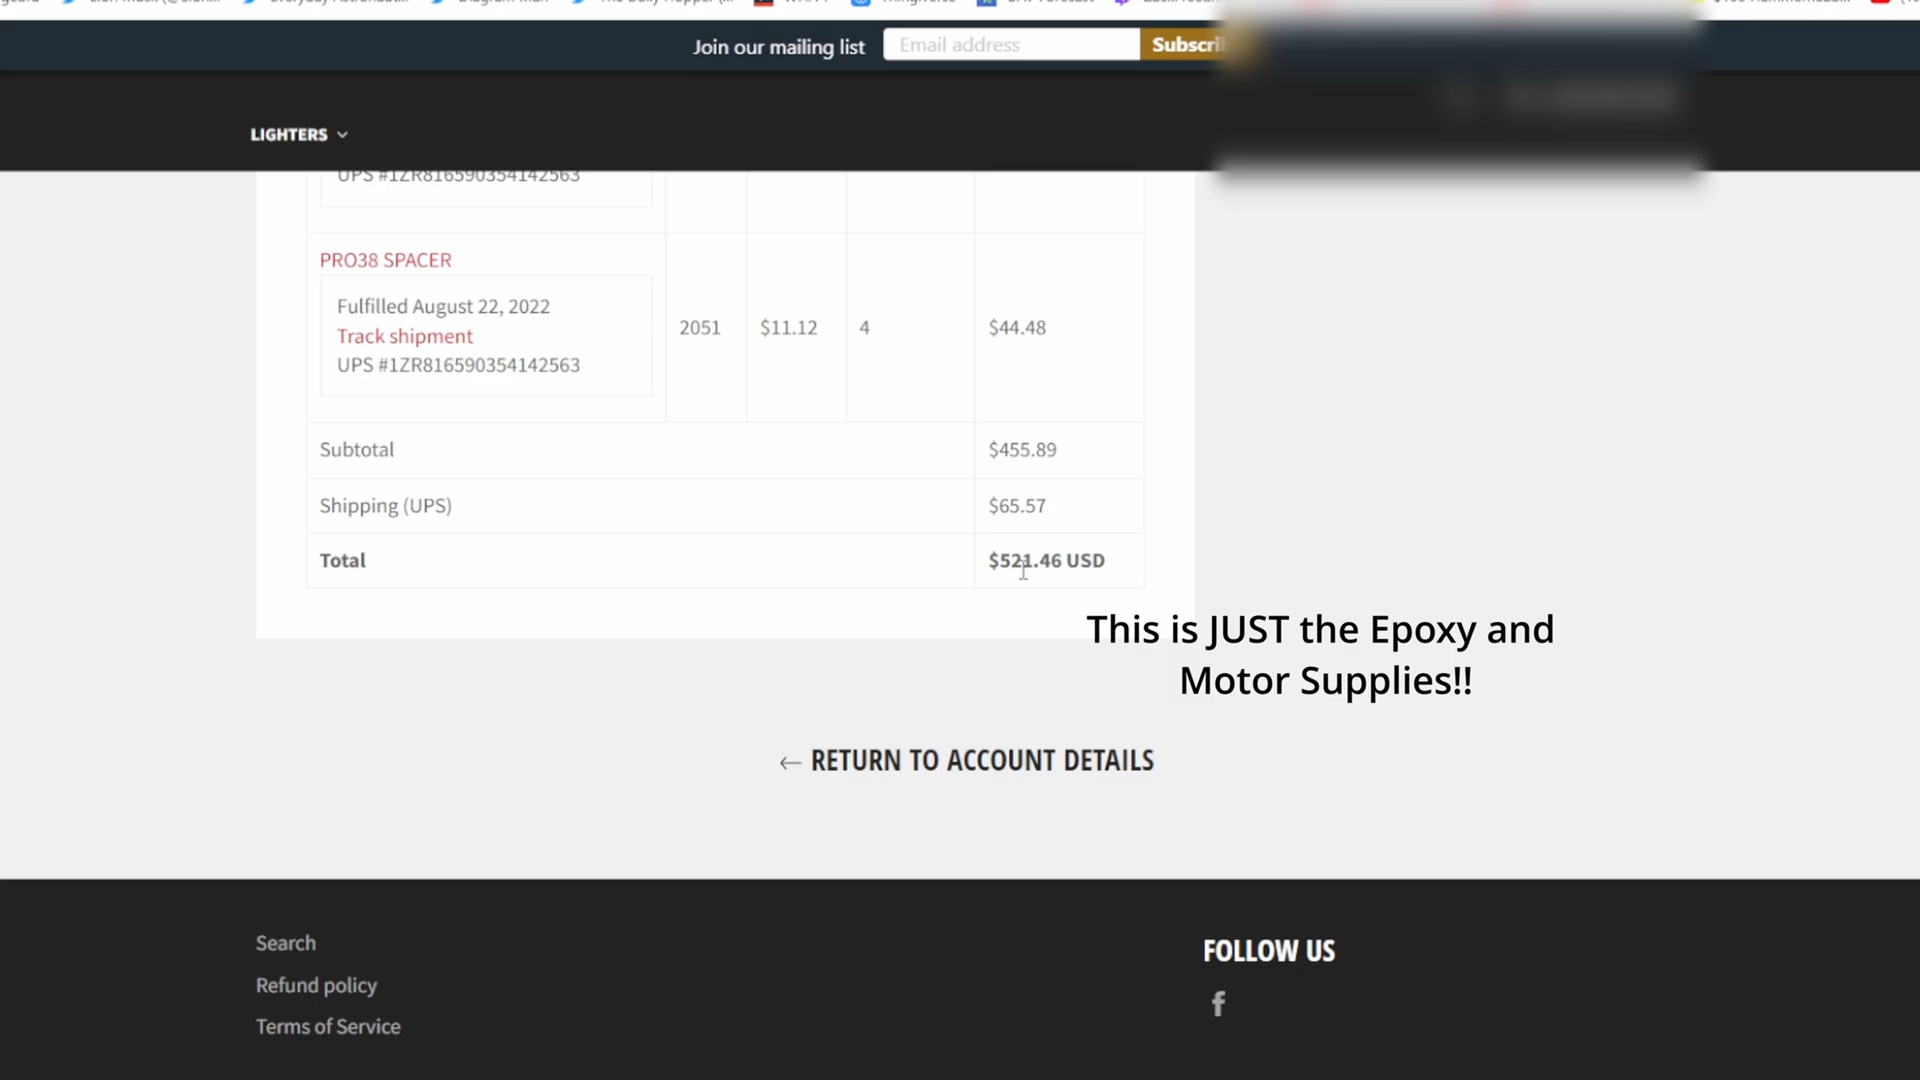 Join our mailing list Email address
LIGHTERS
UPS #1ZR816590354142563
PRO38 SPACER
Fulfilled August 22, 2022
Track shipment
UPS #1ZR816590354142563
2051 $11.12 4 $44.48
Subtotal $455.89
Shipping (UPS) $65.57
Total $521.46 USD
This is JUST the Epoxy and
Motor Supplies!!
← RETURN TO ACCOUNT DETAILS
Search
Refund policy
Terms of Service
FOLLOW US